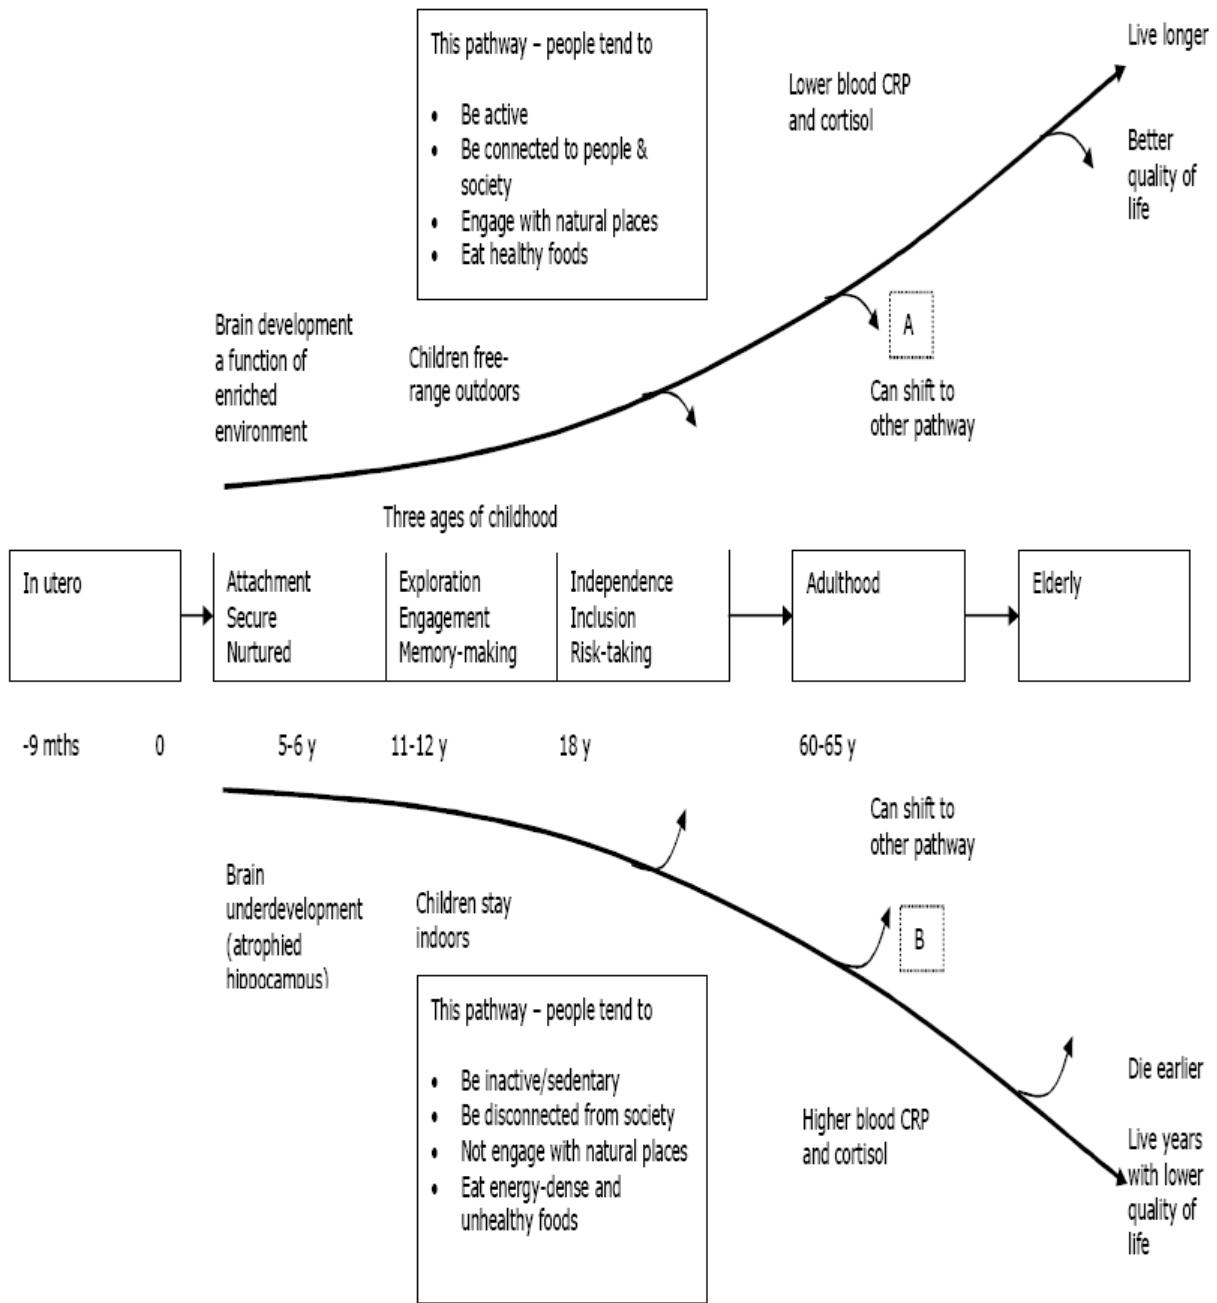 This pathway – people tend to
• Be active
• Be connected to people &
society
• Engage with natural places
• Eat healthy foods
Lower blood CRP
and cortisol
Live longer
Better
quality of
life
Brain development
a function of
enriched
environment
Children free-
range outdoors
A
Can shift to
other pathway
Three ages of childhood
In utero
Attachment
Secure
Nurtured
Exploration
Engagement
Memory-making
Independence
Inclusion
Risk-taking
Adulthood
Elderly
-9 mths 0 5-6 y 11-12 y 18 y 60-65 y
Can shift to
other pathway
Brain
underdevelopment
(atrophied
hippocampus)
Children stay
indoors
B
This pathway – people tend to
• Be inactive/sedentary
• Be disconnected from society
• Not engage with natural places
• Eat energy-dense and
unhealthy foods
Higher blood CRP
and cortisol
Die earlier
Live years
with lower
quality of
life